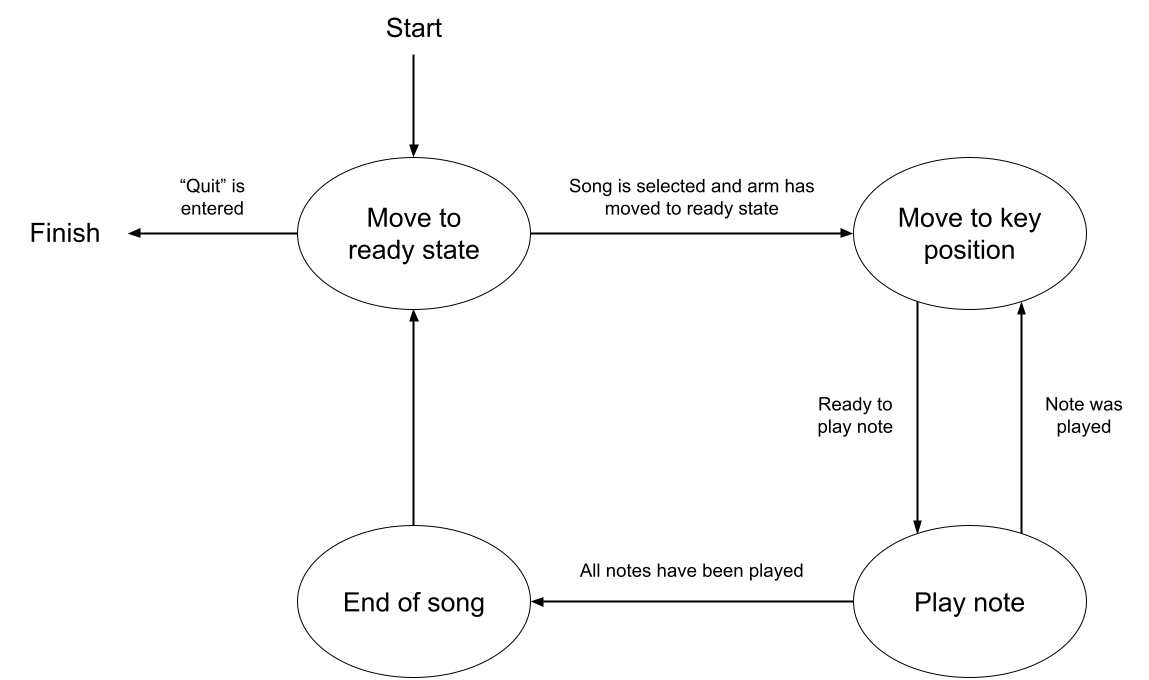 Start
“Quit” is
entered
Song is selected and arm has
moved to ready state
Finish
Move to
ready state
Move to key
position
Ready to
play note
Note was
played
All notes have been played
End of song
Play note